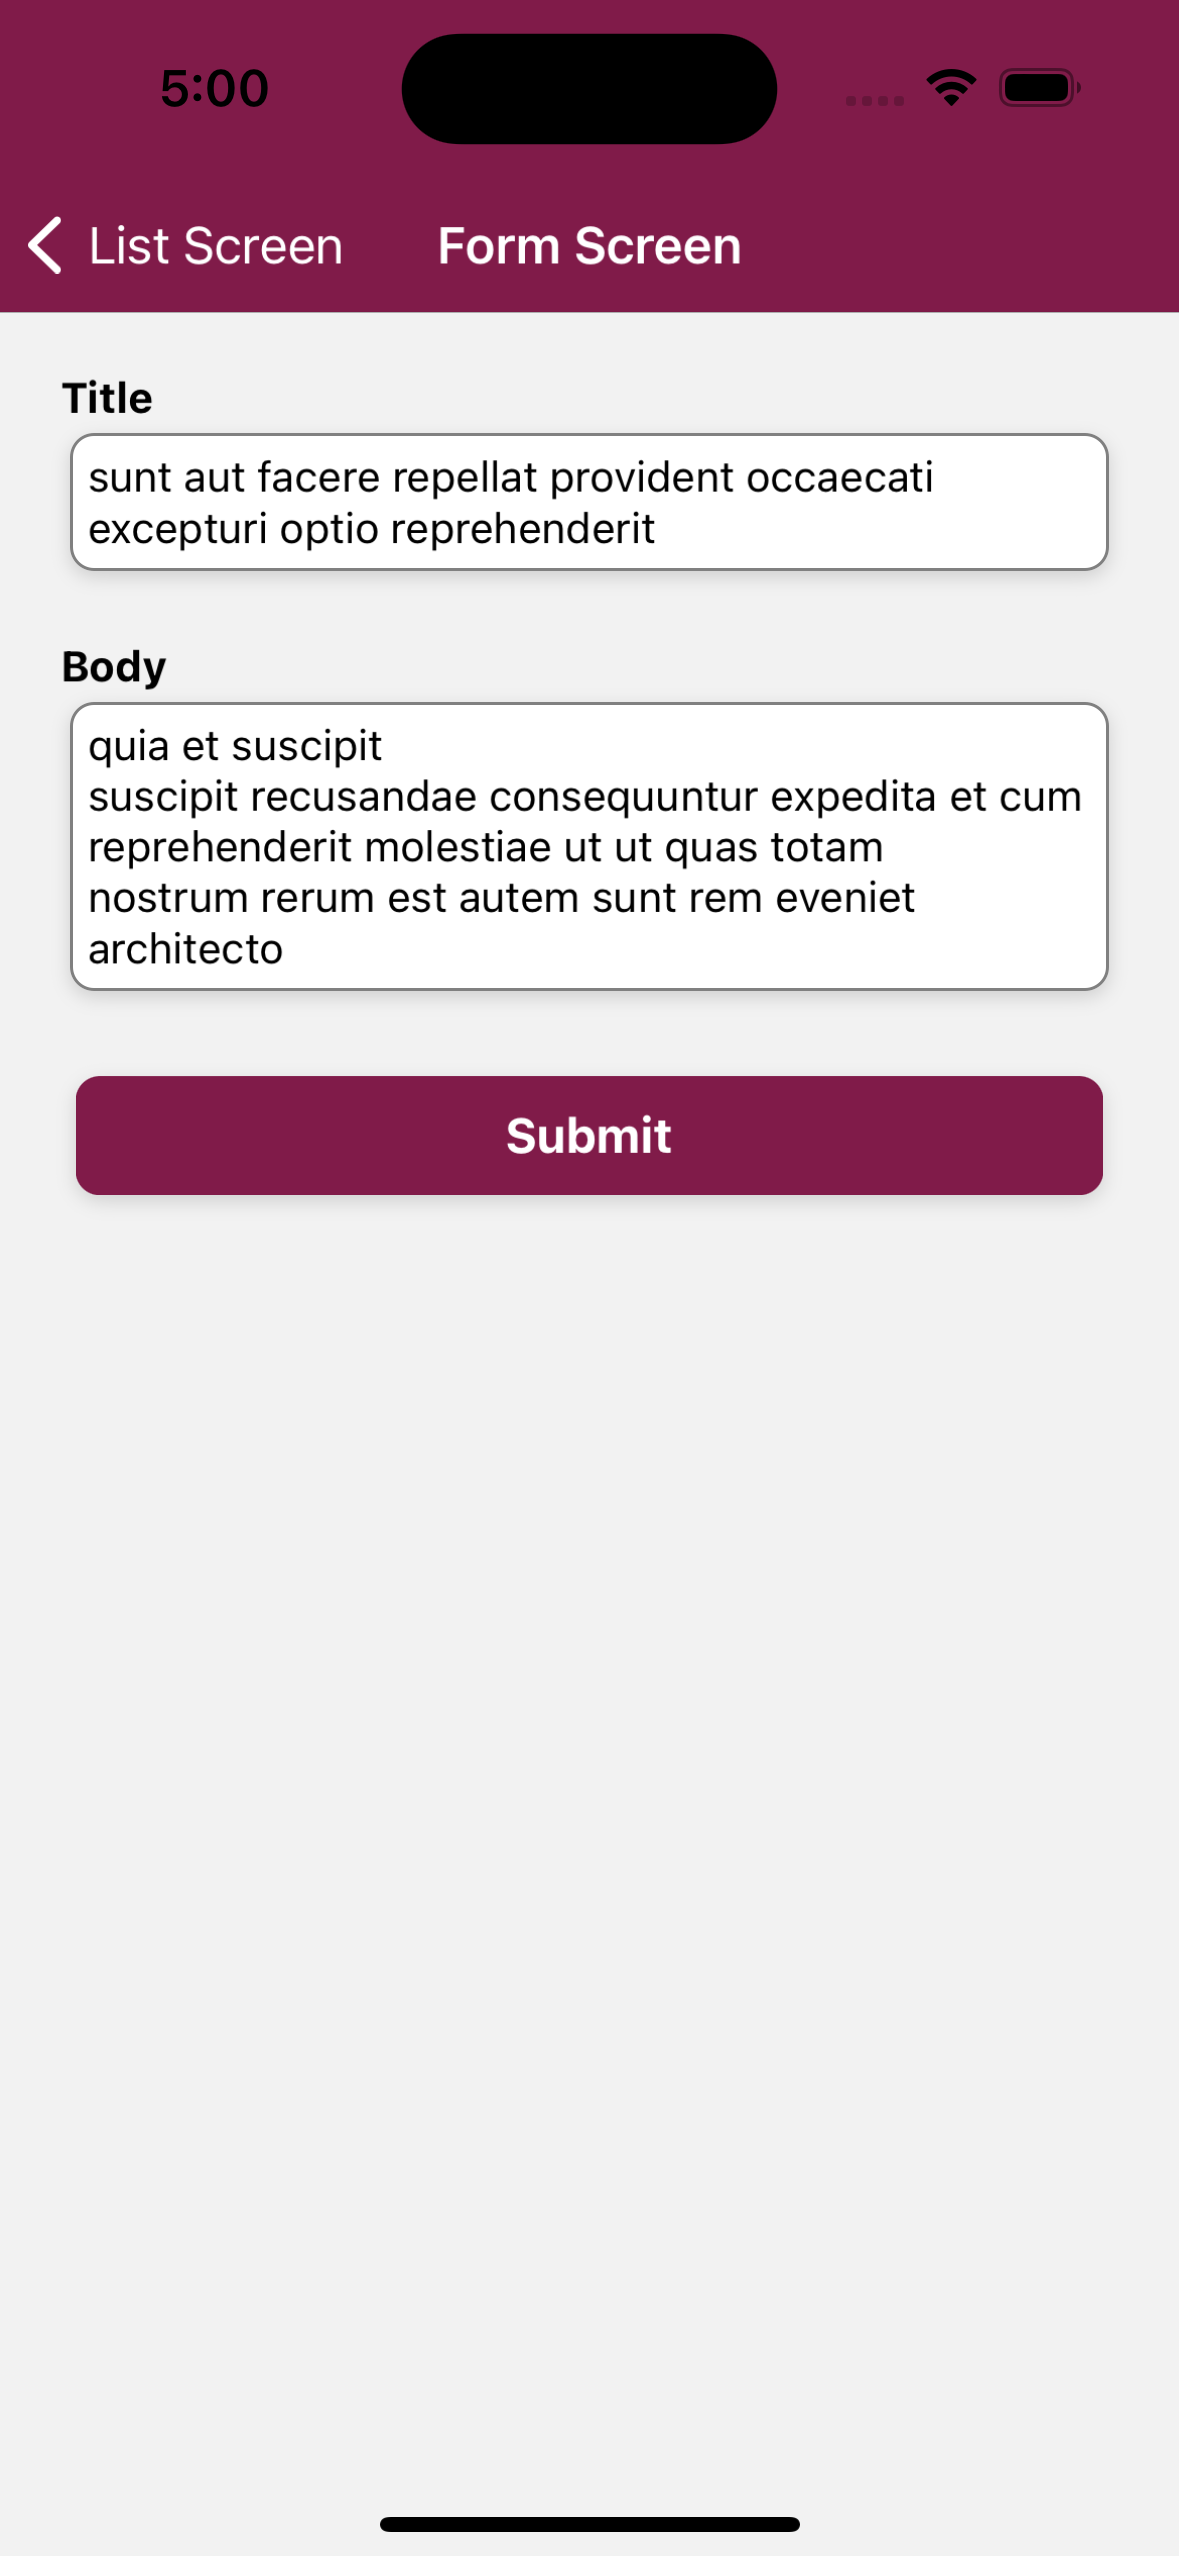 5:00
List Screen
Form Screen
Title
sunt aut facere repellat provident occaecati
excepturi optio reprehenderit
Body
quia et suscipit
suscipit recusandae consequuntur expedita et cum
reprehenderit molestiae ut ut quas totam
nostrum rerum est autem sunt rem eveniet
architecto
Submit